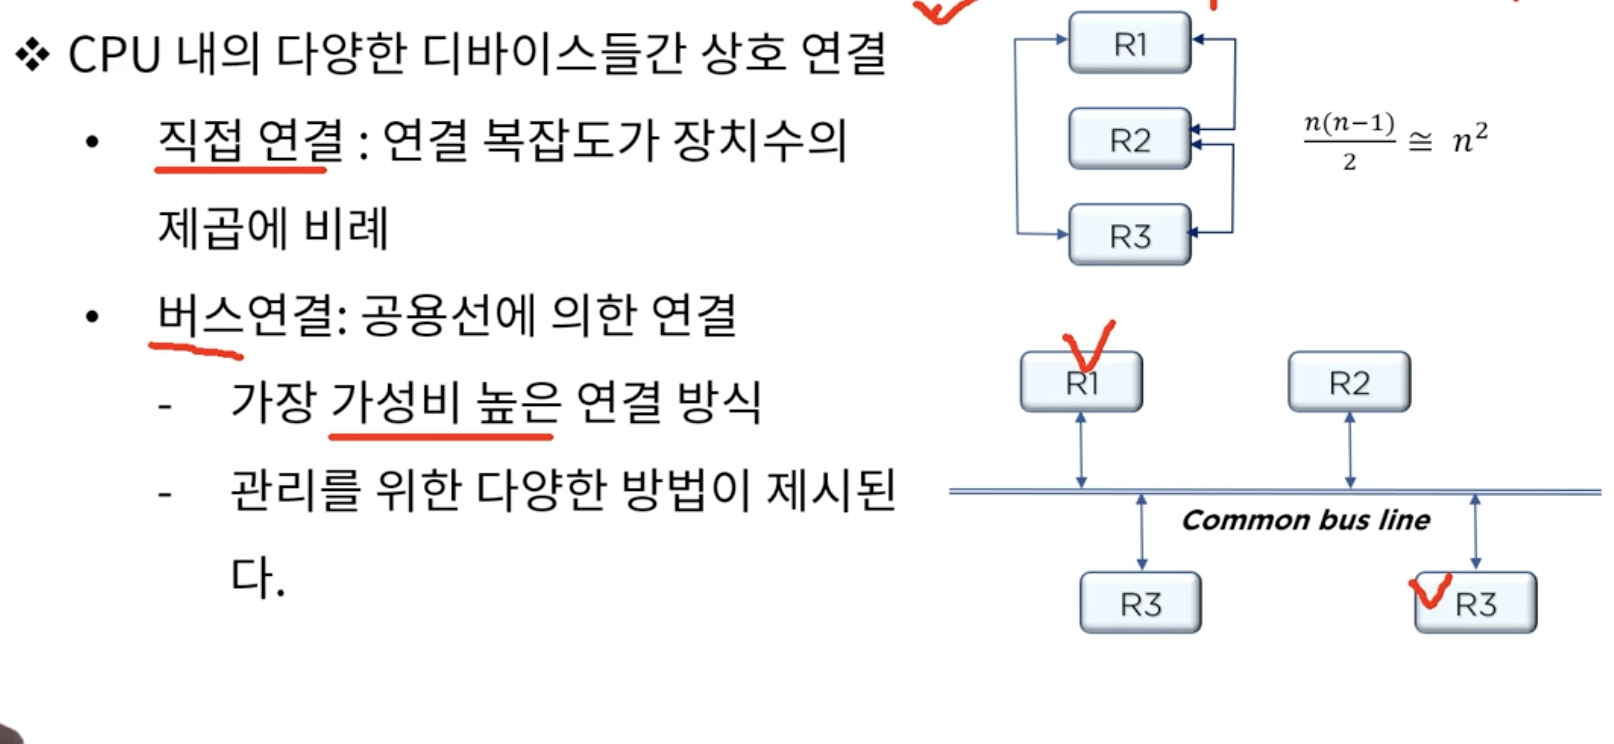 ❖ CPU 내의 다양한 디바이스들간 상호 연결
• 직접 연결 : 연결 복잡도가 장치수의
제곱에 비례
• 버스연결: 공용선에 의한 연결
- 가장 가성비 높은 연결 방식
- 관리를 위한 다양한 방법이 제시된
다.
R1
R2
R3
n(n−1)/2 ≅ n²
R1
R2
Common bus line
R3
R3